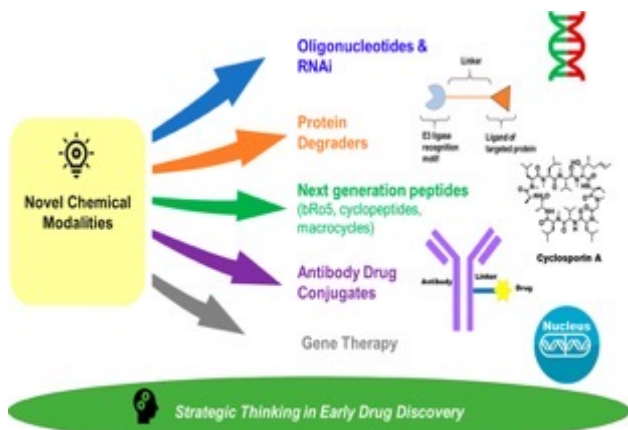 Oligonucleotides &
RNAi
Linker
Protein
Degraders
E3 ligase
recognition
motif
Ligand of
targeted protein
Novel Chemical
Modalities
Next generation peptides
(bRo5, cyclopeptides,
macrocycles)
Cyclosporin A
Antibody Drug
Conjugates
Antibody
Linker
Drug
Gene Therapy
Nucleus
Strategic Thinking in Early Drug Discovery